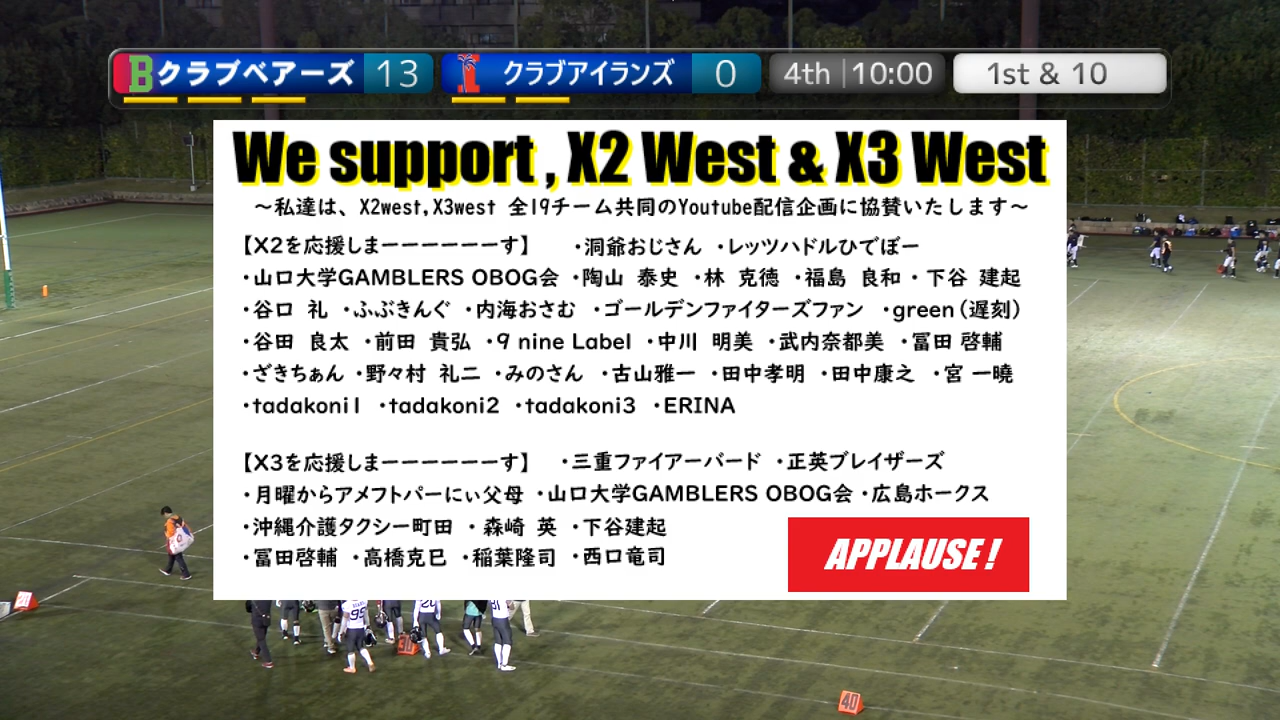 B クラブベアーズ 13 I クラブアイランズ 0 4th 10:00 1st & 10
We support , X2 West & X3 West
～私達は、X2west,X3west 全19チーム共同のYoutube配信企画に協賛いたします～
【X2を応援しまーーーーーーす】 ・洞爺おじさん ・レッツハドルひでぼー
・山口大学GAMBLERS OBOG会 ・陶山 泰史 ・林 克徳 ・福島 良和 ・下谷 建起
・谷口 礼 ・ふぶきんぐ ・内海おさむ ・ゴールデンファイターズファン ・green（遅刻）
・谷田 良太 ・前田 貴弘 ・9 nine Label ・中川 明美 ・武内奈都美 ・冨田 啓輔
・ざきちぁん ・野々村 礼二 ・みのさん ・古山雅一 ・田中孝明 ・田中康之 ・宮 一曉
・tadakoni1 ・tadakoni2 ・tadakoni3 ・ERINA
【X3を応援しまーーーーーーす】 ・三重ファイアーバード ・正英ブレイザーズ
・月曜からアメフトパーにぃ父母 ・山口大学GAMBLERS OBOG会 ・広島ホークス
・沖縄介護タクシー町田 ・森崎 英 ・下谷建起
・冨田啓輔 ・高橋克巳 ・稲葉隆司 ・西口竜司
APPLAUSE!
95
20
30
40